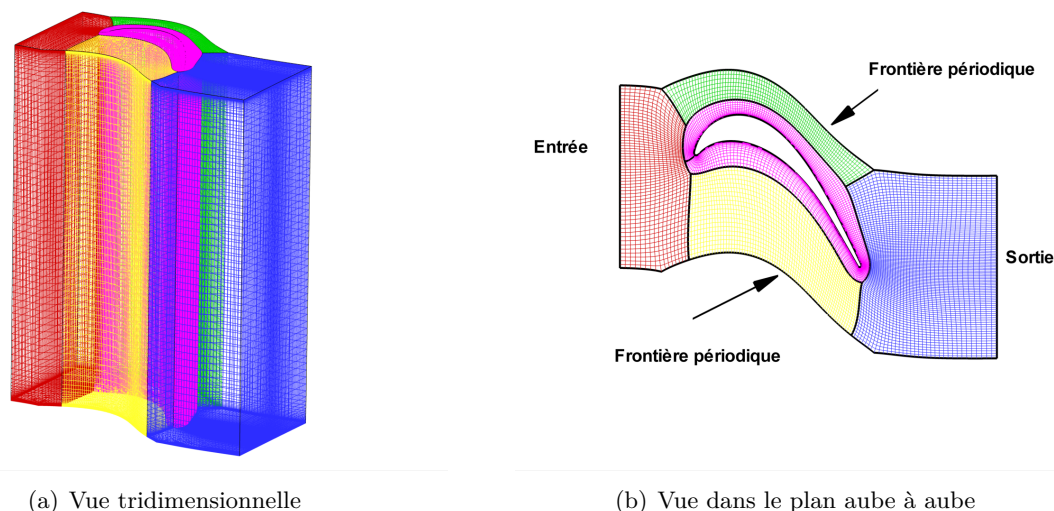 Frontière périodique
Entrée
Sortie
Frontière périodique
(a) Vue tridimensionnelle
(b) Vue dans le plan aube à aube